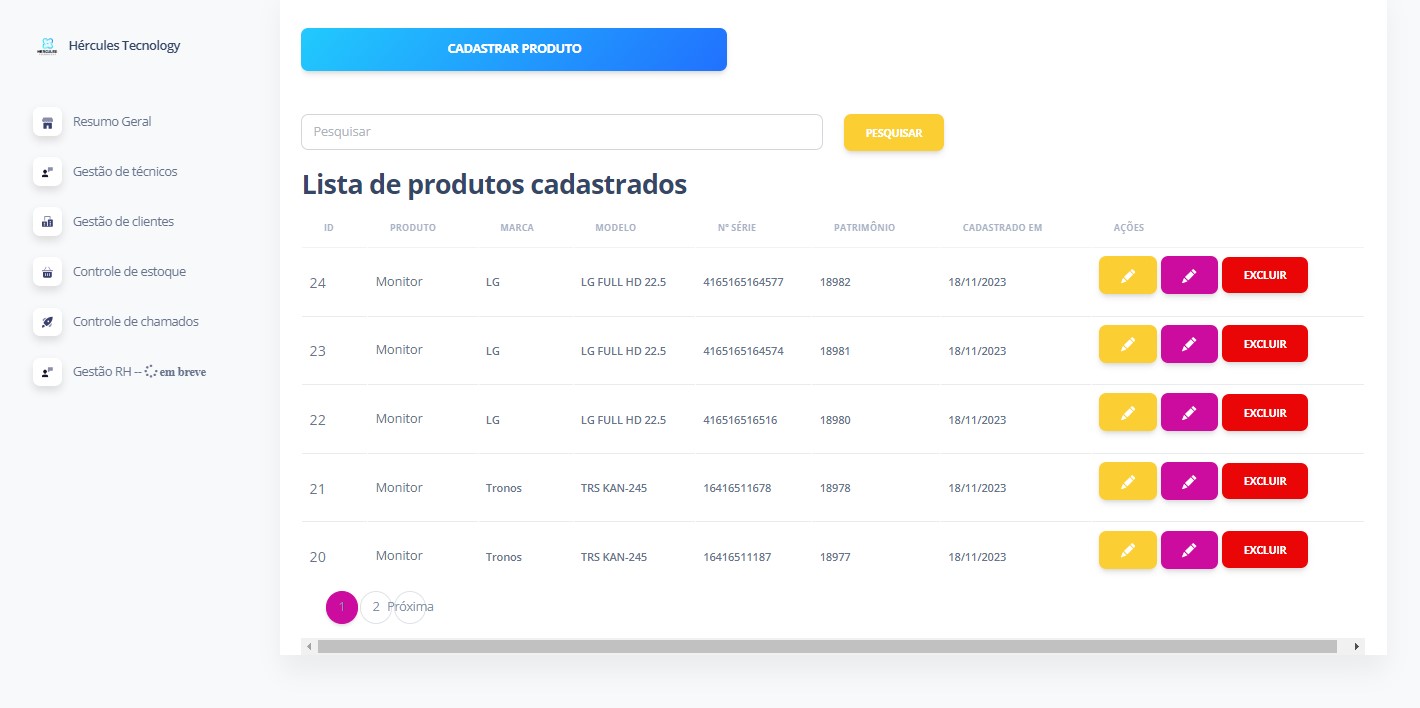 HÉRCULES
Hércules Tecnology
Resumo Geral
Gestão de técnicos
Gestão de clientes
Controle de estoque
Controle de chamados
Gestão RH -- em breve
CADASTRAR PRODUTO
Pesquisar PESQUISAR
Lista de produtos cadastrados
ID PRODUTO MARCA MODELO Nº SÉRIE PATRIMÔNIO CADASTRADO EM AÇÕES
24 Monitor LG LG FULL HD 22.5 4165165164577 18982 18/11/2023 EXCLUIR
23 Monitor LG LG FULL HD 22.5 4165165164574 18981 18/11/2023 EXCLUIR
22 Monitor LG LG FULL HD 22.5 416516516516 18980 18/11/2023 EXCLUIR
21 Monitor Tronos TRS KAN-245 16416511678 18978 18/11/2023 EXCLUIR
20 Monitor Tronos TRS KAN-245 16416511187 18977 18/11/2023 EXCLUIR
1 2 Próxima